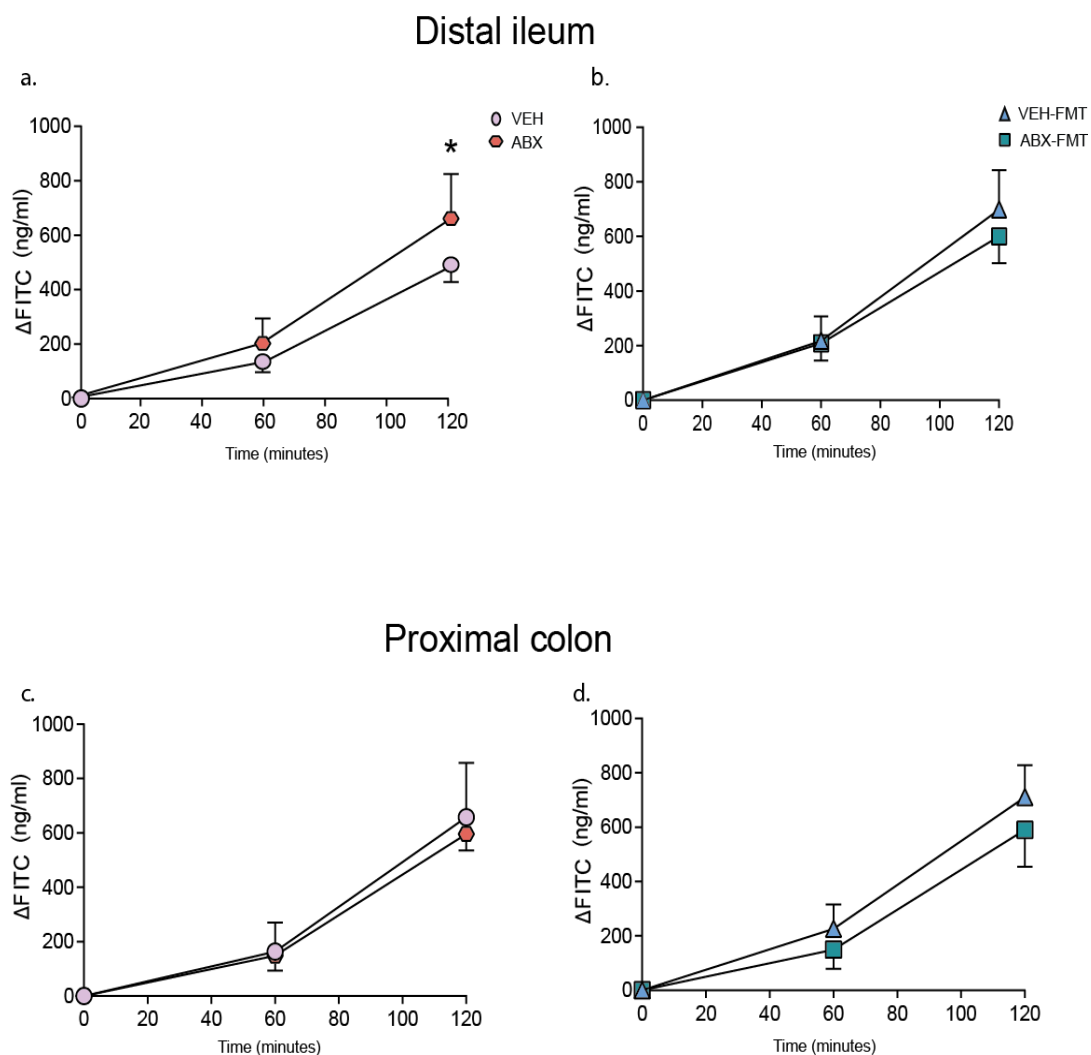 Distal ileum
a.
VEH
ABX
1000
800
600
400
200
0
*
ΔFITC (ng/ml)
0 20 40 60 80 100 120
Time (minutes)
b.
VEH-FMT
ABX-FMT
1000
800
600
400
200
0
ΔFITC (ng/ml)
0 20 40 60 80 100 120
Time (minutes)
Proximal colon
c.
1000
800
600
400
200
0
ΔFITC (ng/ml)
0 20 40 60 80 100 120
Time (minutes)
d.
1000
800
600
400
200
0
ΔFITC (ng/ml)
0 20 40 60 80 100 120
Time (minutes)